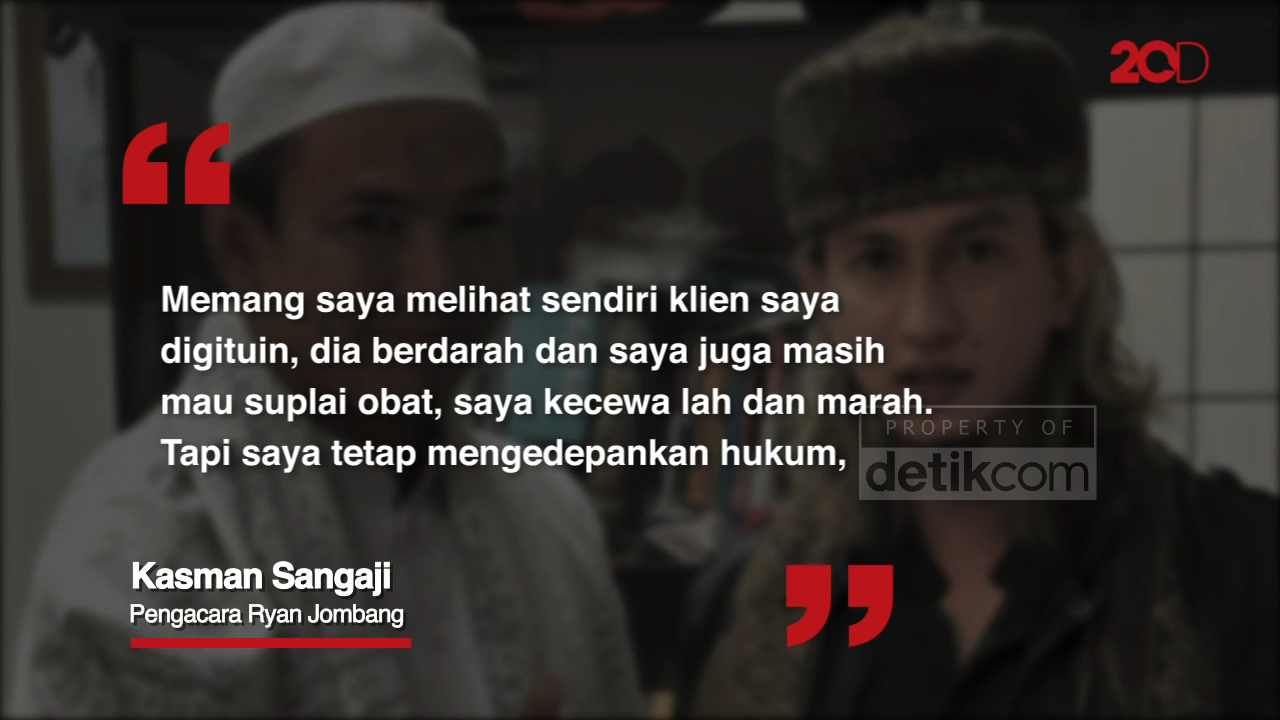 20D
“
Memang saya melihat sendiri klien saya
digituin, dia berdarah dan saya juga masih
mau suplai obat, saya kecewa lah dan marah.
Tapi saya tetap mengedepankan hukum,
PROPERTY OF
detikcom
Kasman Sangaji
Pengacara Ryan Jombang
”